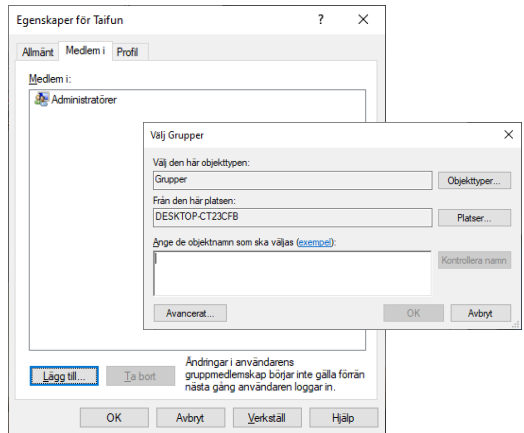 Egenskaper för Taifun
Allmänt Medlem i Profil
Medlem i:
Administratörer
Välj Grupper
Välj den här objekttypen:
Grupper
Objekttyper...
Från den här platsen:
DESKTOP-CT23CFB
Platser...
Ange de objektnamn som ska väljas (exempel):
Kontrollera namn
Avancerat...
OK
Avbryt
Lägg till...
Ta bort
Ändringar i användarens
gruppmedlemskap börjar inte gälla förrän
nästa gång användaren loggar in.
OK
Avbryt
Verkställ
Hjälp